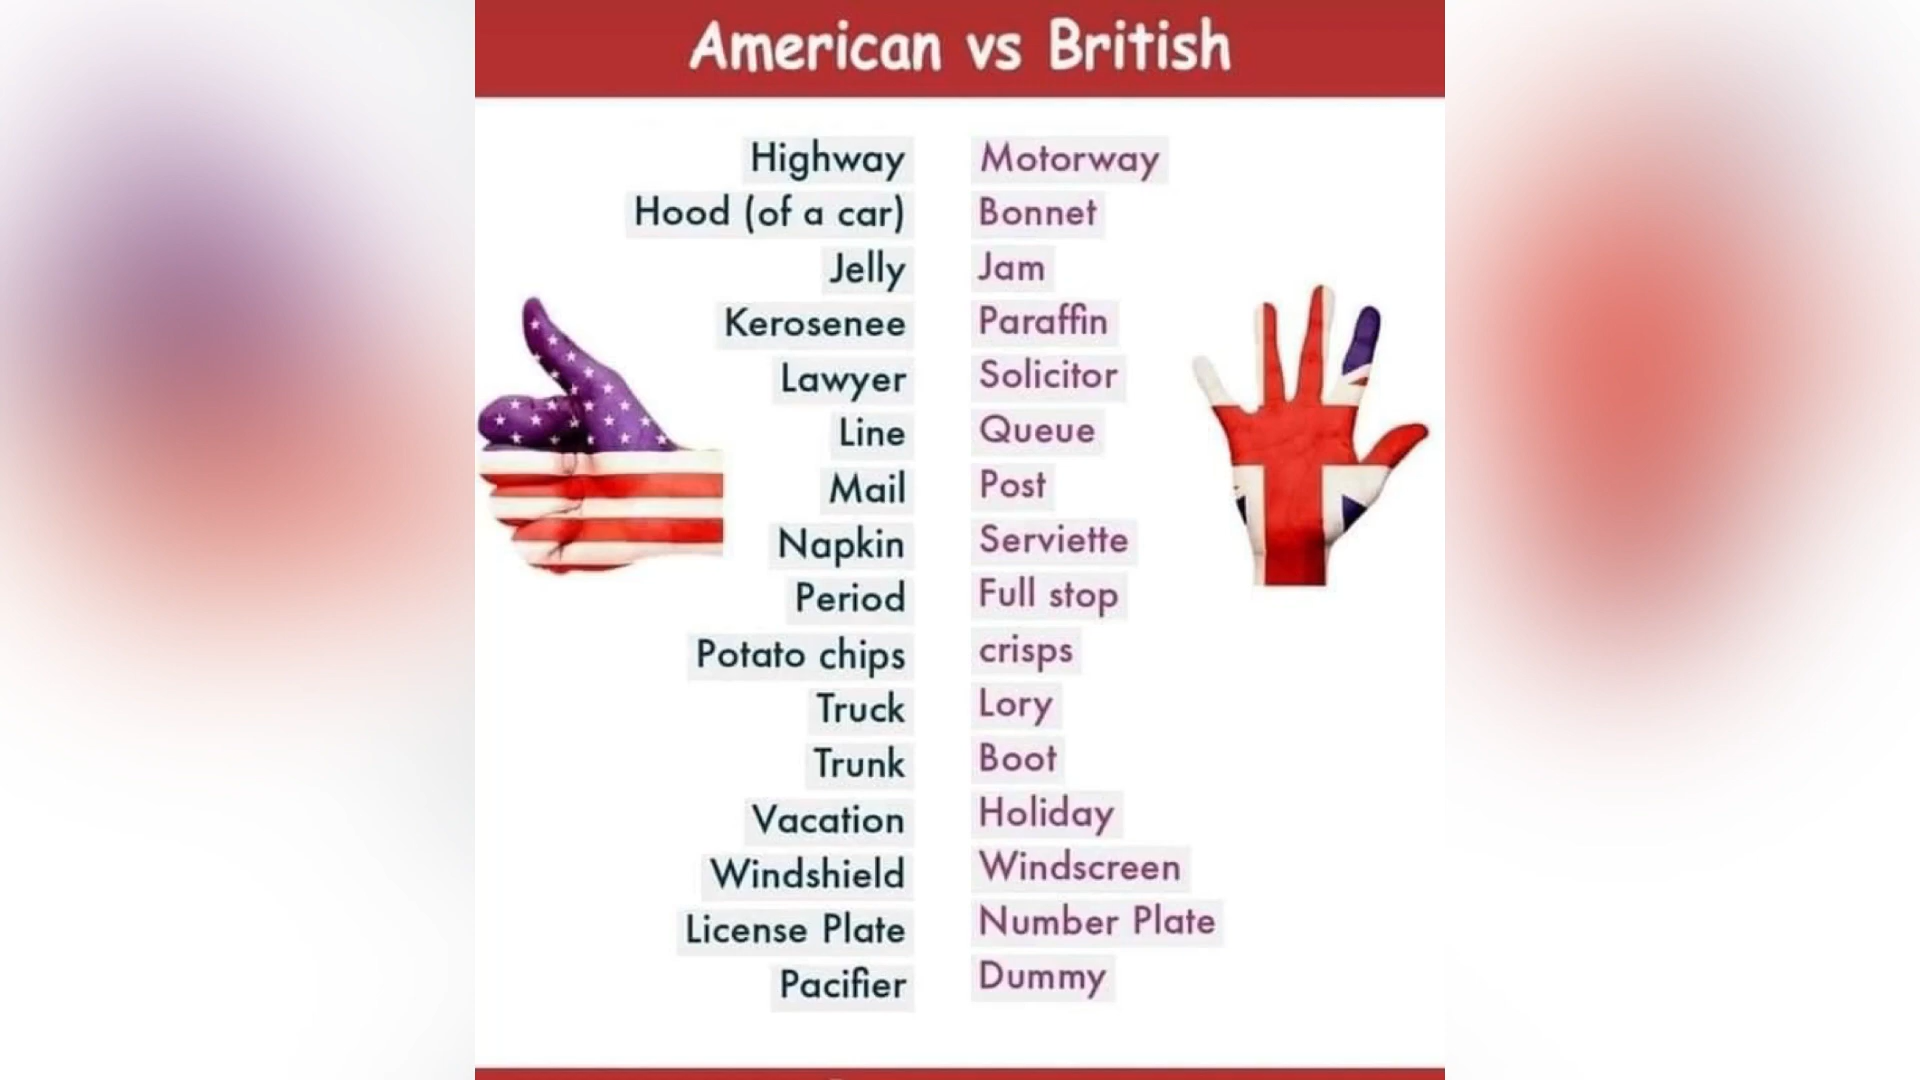 American vs British
Highway Motorway
Hood (of a car) Bonnet
Jelly Jam
Kerosenee Paraffin
Lawyer Solicitor
Line Queue
Mail Post
Napkin Serviette
Period Full stop
Potato chips crisps
Truck Lory
Trunk Boot
Vacation Holiday
Windshield Windscreen
License Plate Number Plate
Pacifier Dummy